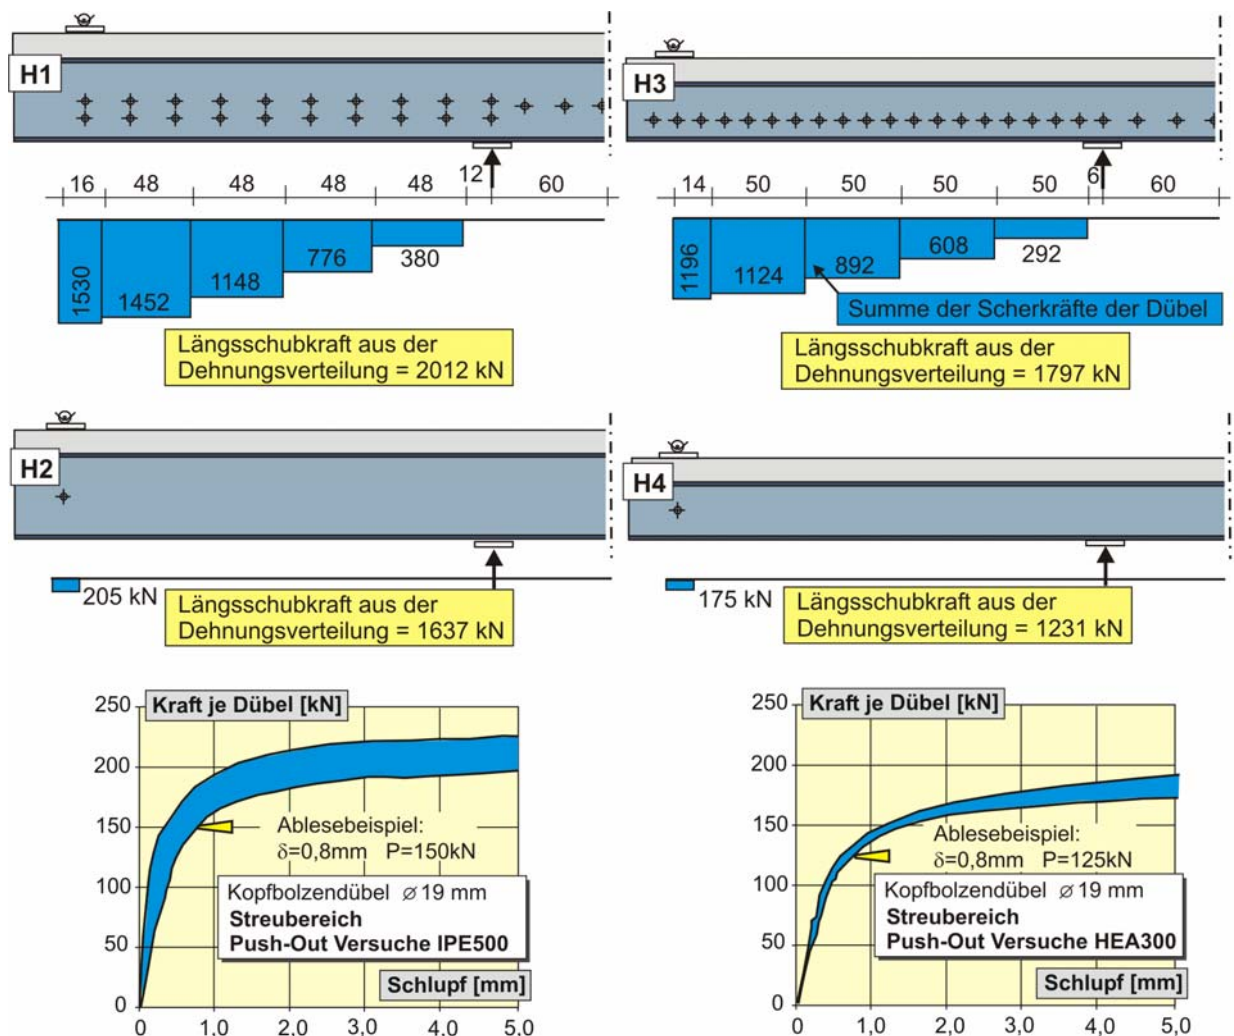 H1
12
16 48 48 48 48 60
1530
1452
1148
776
380
Längsschubkraft aus der
Dehnungsverteilung = 2012 kN
H3
14 50 50 50 50 6 60
1196
1124
892
608
292
Summe der Scherkräfte der Dübel
Längsschubkraft aus der
Dehnungsverteilung = 1797 kN
H2
205 kN
Längsschubkraft aus der
Dehnungsverteilung = 1637 kN
H4
175 kN
Längsschubkraft aus der
Dehnungsverteilung = 1231 kN
250
200
150
100
50
0
Kraft je Dübel [kN]
Ablesebeispiel:
δ=0,8mm P=150kN
Kopfbolzendübel ⌀ 19 mm
Streubereich
Push-Out Versuche IPE500
Schlupf [mm]
0 1,0 2,0 3,0 4,0 5,0
250
200
150
100
50
0
Kraft je Dübel [kN]
Ablesebeispiel:
δ=0,8mm P=125kN
Kopfbolzendübel ⌀ 19 mm
Streubereich
Push-Out Versuche HEA300
Schlupf [mm]
0 1,0 2,0 3,0 4,0 5,0